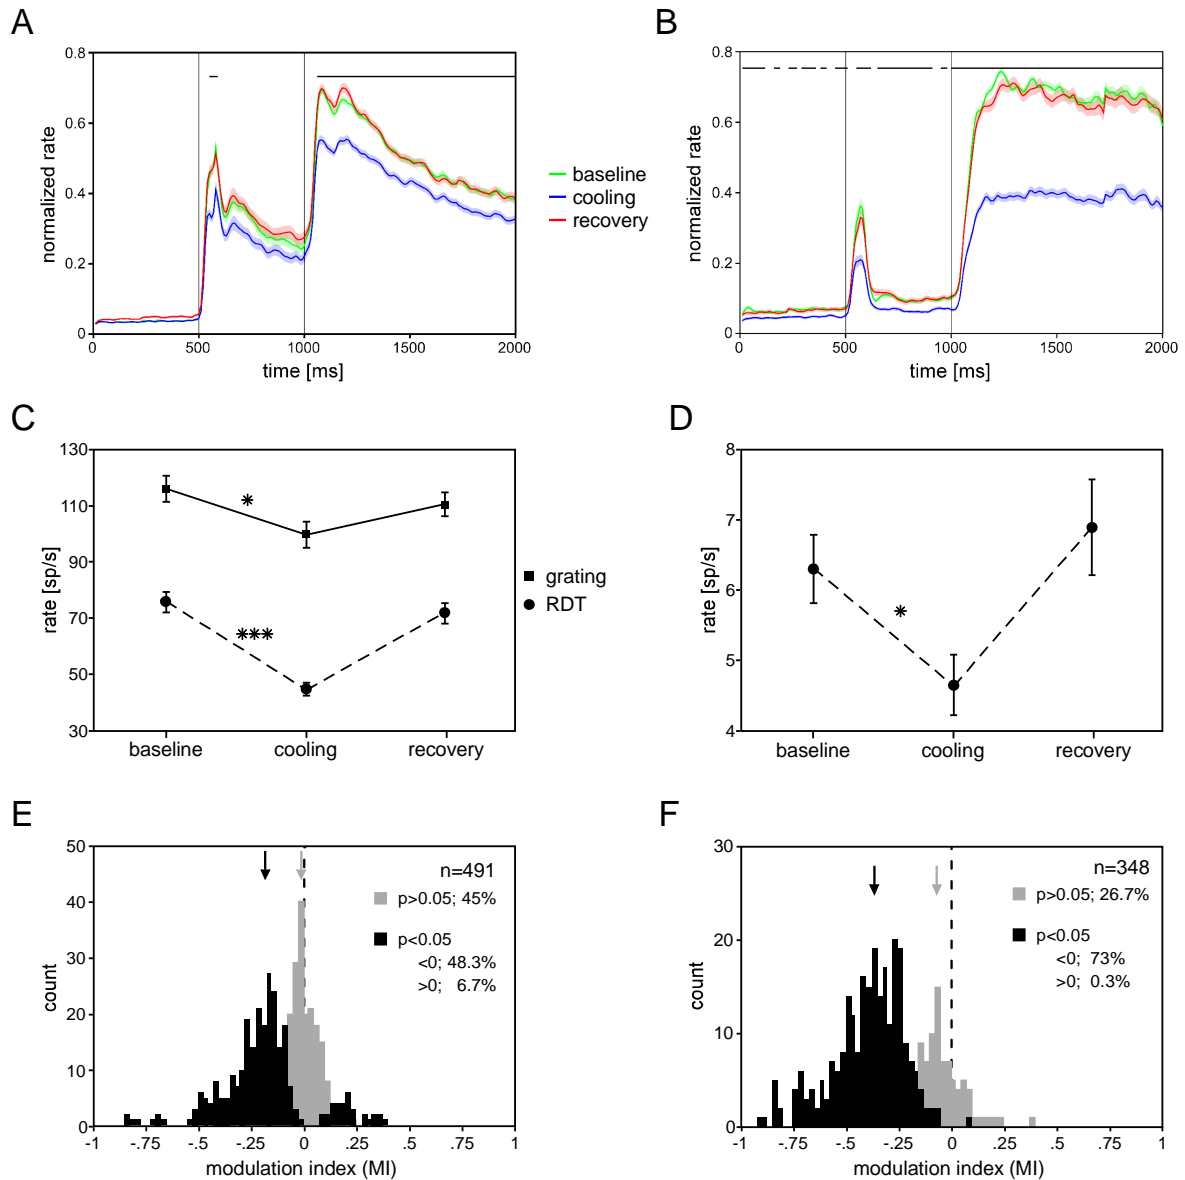 A
0.8
0.6
0.4
0.2
0
normalized rate
0
500
1000
1500
2000
time [ms]
baseline
cooling
recovery
B
0.8
0.6
0.4
0.2
0
normalized rate
0
500
1000
1500
2000
time [ms]
C
130
110
90
70
50
30
rate [sp/s]
*
***
baseline
cooling
recovery
grating
RDT
D
8
7
6
5
4
rate [sp/s]
*
baseline
cooling
recovery
E
50
40
30
20
10
0
count
n=491
p>0.05; 45%
p<0.05
<0; 48.3%
>0; 6.7%
-1
-.75
-.5
-.25
0
.25
.5
.75
1
modulation index (MI)
F
30
20
10
0
count
n=348
p>0.05; 26.7%
p<0.05
<0; 73%
>0; 0.3%
-1
-.75
-.5
-.25
0
.25
.5
.75
1
modulation index (MI)